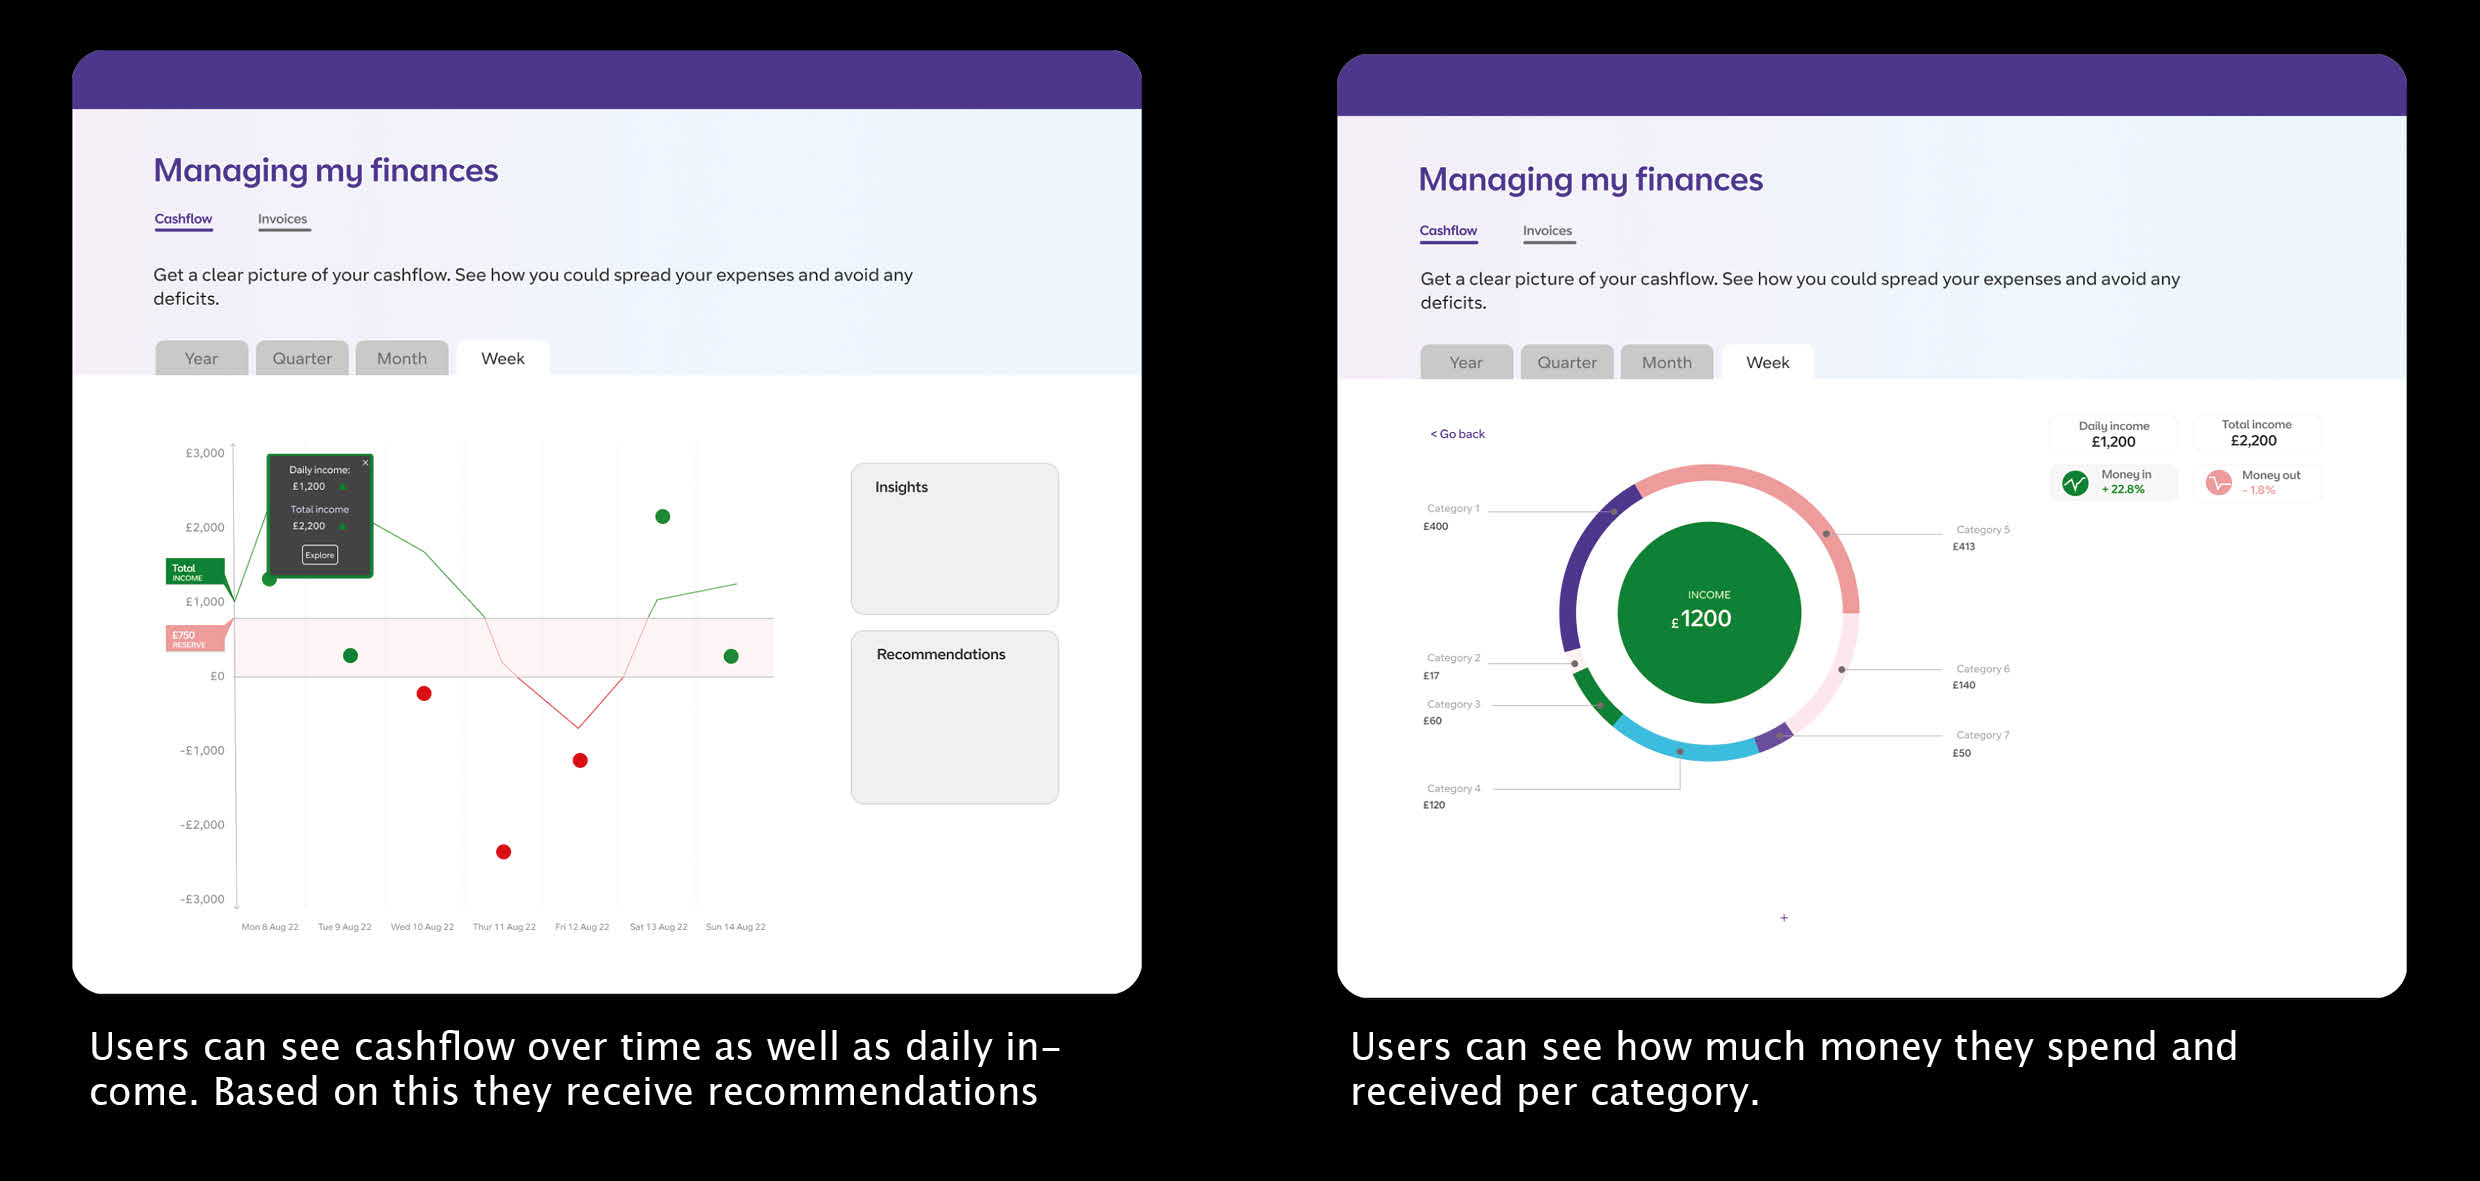 Managing my finances
Cashflow
Invoices
Get a clear picture of your cashflow. See how you could spread your expenses and avoid any
deficits.
Year
Quarter
Month
Week
£3,000
£2,000
Total
INCOME
£1,000
£750
RESERVE
£0
-£1,000
-£2,000
-£3,000
Daily income:
£1,200
Total income
£2,200
Explore
Mon 8 Aug 22
Tue 9 Aug 22
Wed 10 Aug 22
Thur 11 Aug 22
Fri 12 Aug 22
Sat 13 Aug 22
Sun 14 Aug 22
Insights
Recommendations
Users can see cashflow over time as well as daily in-
come. Based on this they receive recommendations
Managing my finances
Cashflow
Invoices
Get a clear picture of your cashflow. See how you could spread your expenses and avoid any
deficits.
Year
Quarter
Month
Week
< Go back
Daily income
£1,200
Total income
£2,200
Money in
+ 22.8%
Money out
- 1.8%
Category 1
£400
Category 2
£17
Category 3
£60
Category 4
£120
INCOME
£ 1200
Category 5
£413
Category 6
£140
Category 7
£50
+
Users can see how much money they spend and
received per category.